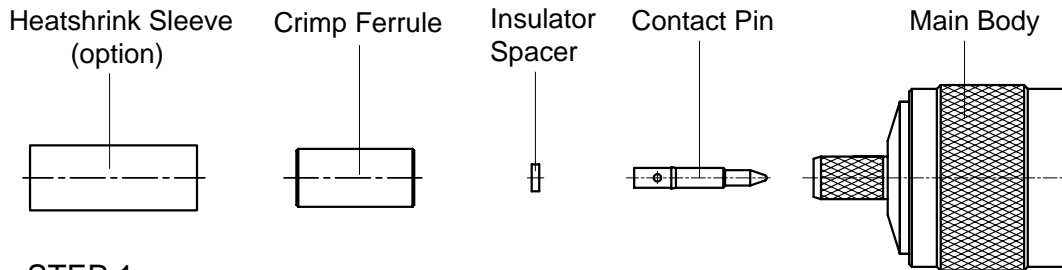 Heatshrink Sleeve
(option)
Crimp Ferrule
Insulator
Spacer
Contact Pin
Main Body